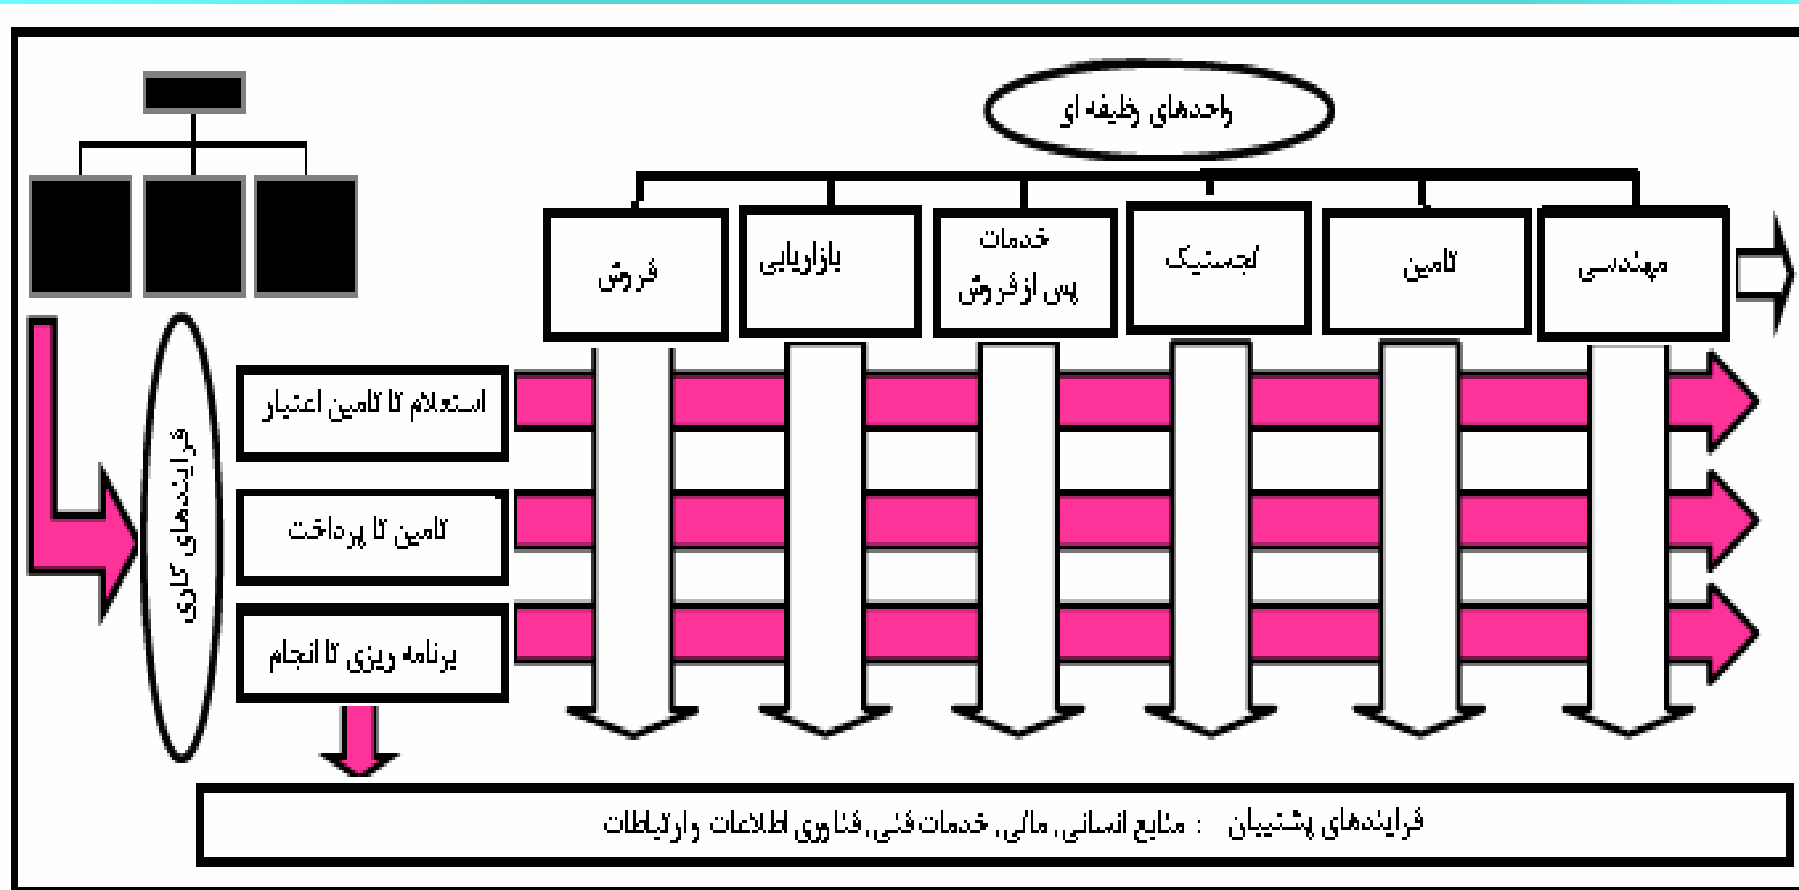 واحدهای وظیفه ای
مهندسی
تامین
لجستیک
خدمات
پس از فروش
بازاریابی
فروش
فرایندهای کاری
استعلام تا تامین اعتبار
تامین تا پرداخت
برنامه ریزی تا انجام
فرایندهای پشتیبان : منابع انسانی، مالی، خدمات فنی، فناوری اطلاعات و ارتباطات